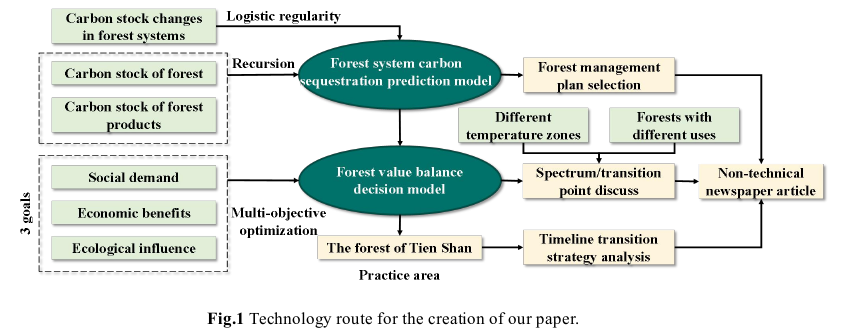 Carbon stock changes
in forest systems
Logistic regularity
Carbon stock of forest
Recursion
Carbon stock of forest
products
Forest system carbon
sequestration prediction model
Forest management
plan selection
Different
temperature zones
Forests with
different uses
3 goals
Social demand
Economic benefits
Ecological influence
Multi-objective
optimization
Forest value balance
decision model
Spectrum/transition
point discuss
Non-technical
newspaper article
The forest of Tien Shan
Practice area
Timeline transition
strategy analysis
Fig.1 Technology route for the creation of our paper.